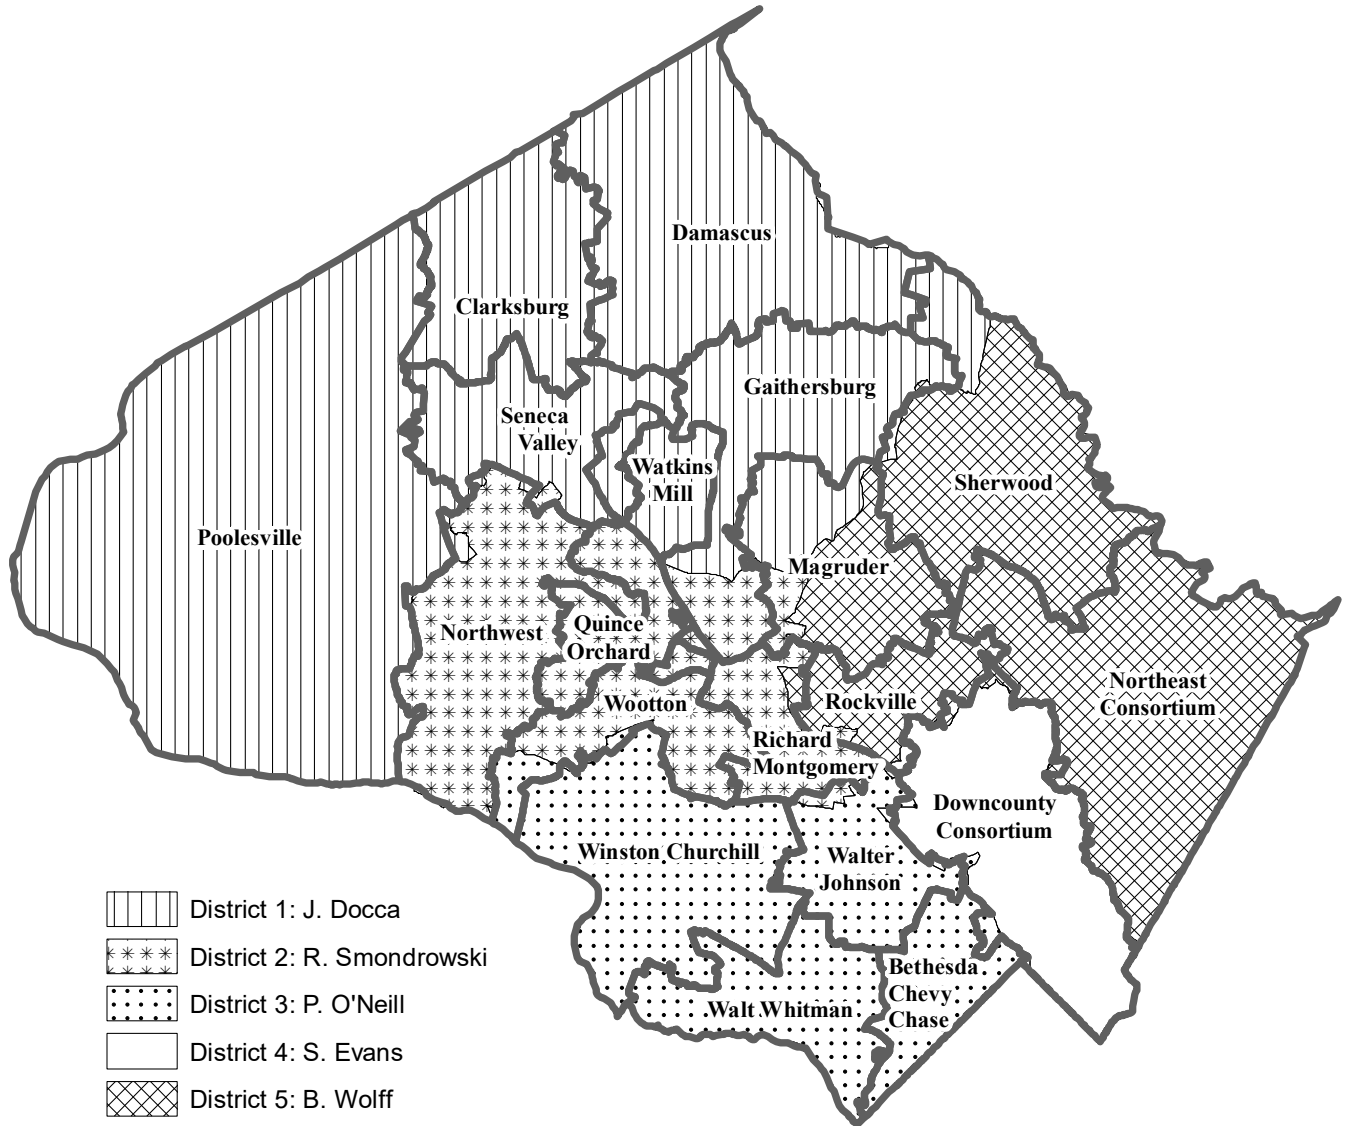 Damascus
Clarksburg
Gaithersburg
Seneca
Valley
Watkins
Mill
Sherwood
Poolesville
Magruder
Northwest
Quince
Orchard
Northeast
Consortium
Wootton
Rockville
Richard
Montgomery
Downcounty
Consortium
Winston Churchill
Walter
Johnson
Bethesda
Chevy
Chase
Walt Whitman
District 1: J. Docca
District 2: R. Smondrowski
District 3: P. O'Neill
District 4: S. Evans
District 5: B. Wolff